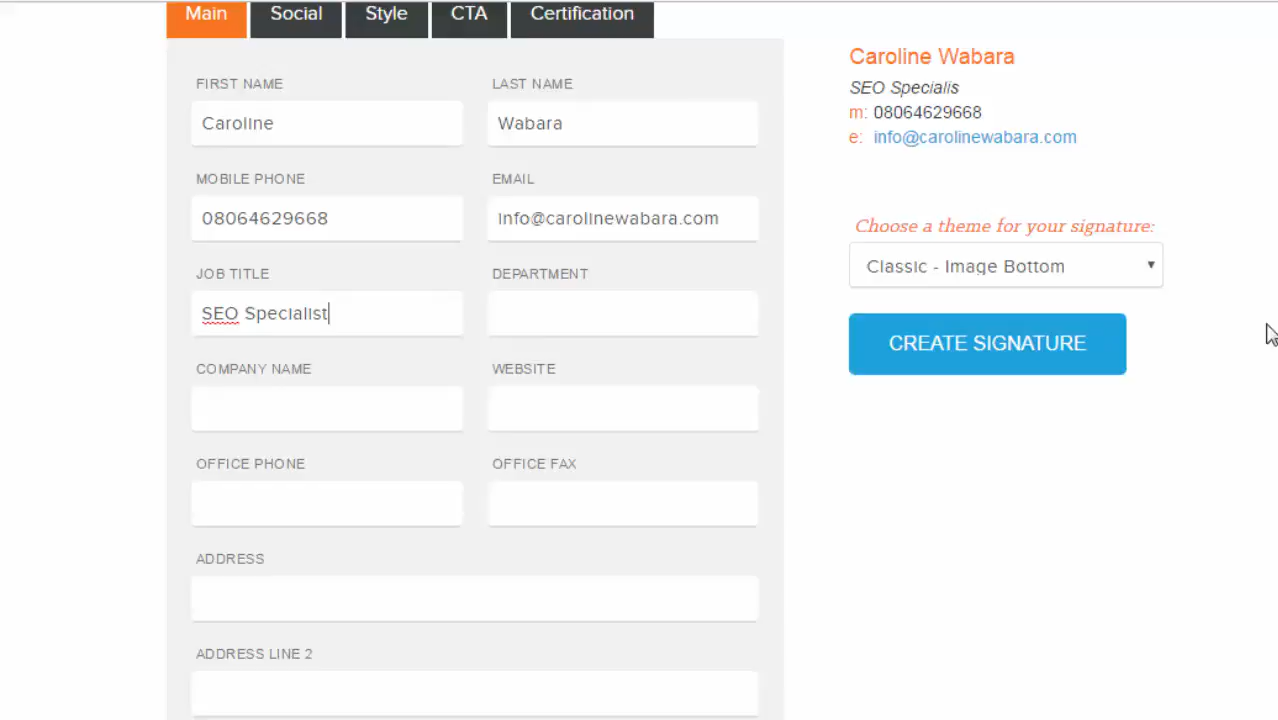 Main Social Style CTA Certification
FIRST NAME LAST NAME
Caroline Wabara
MOBILE PHONE EMAIL
08064629668 info@carolinewabara.com
JOB TITLE DEPARTMENT
SEO Specialist
COMPANY NAME WEBSITE
OFFICE PHONE OFFICE FAX
ADDRESS
ADDRESS LINE 2
Caroline Wabara
SEO Specialis
m: 08064629668
e: info@carolinewabara.com
Choose a theme for your signature:
Classic - Image Bottom
CREATE SIGNATURE